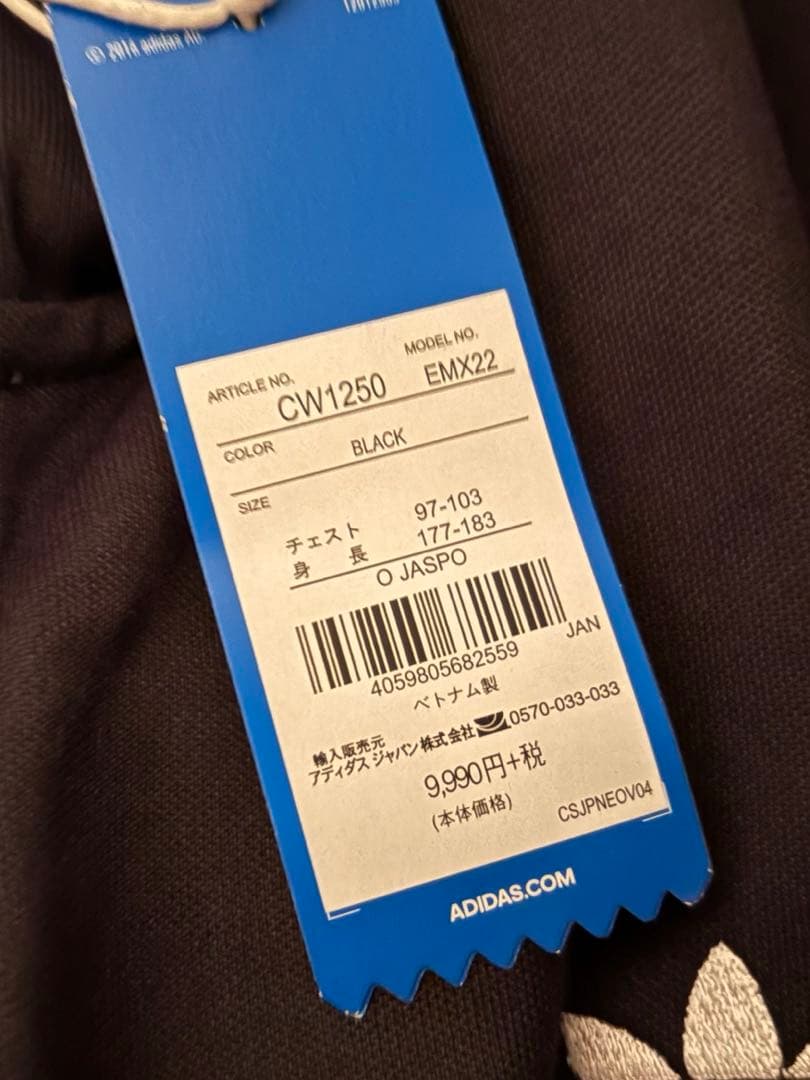 © 2016 adidas AG
ARTICLE NO. MODEL NO.
CW1250 EMX22
COLOR BLACK
SIZE
チェスト 97-103
身長 177-183
O JASPO
4059805682559 JAN
ベトナム製
輸入販売元
アディダス ジャパン株式会社 0570-033-033
9,990円+税
(本体価格)
CSJPNEOV04
ADIDAS.COM